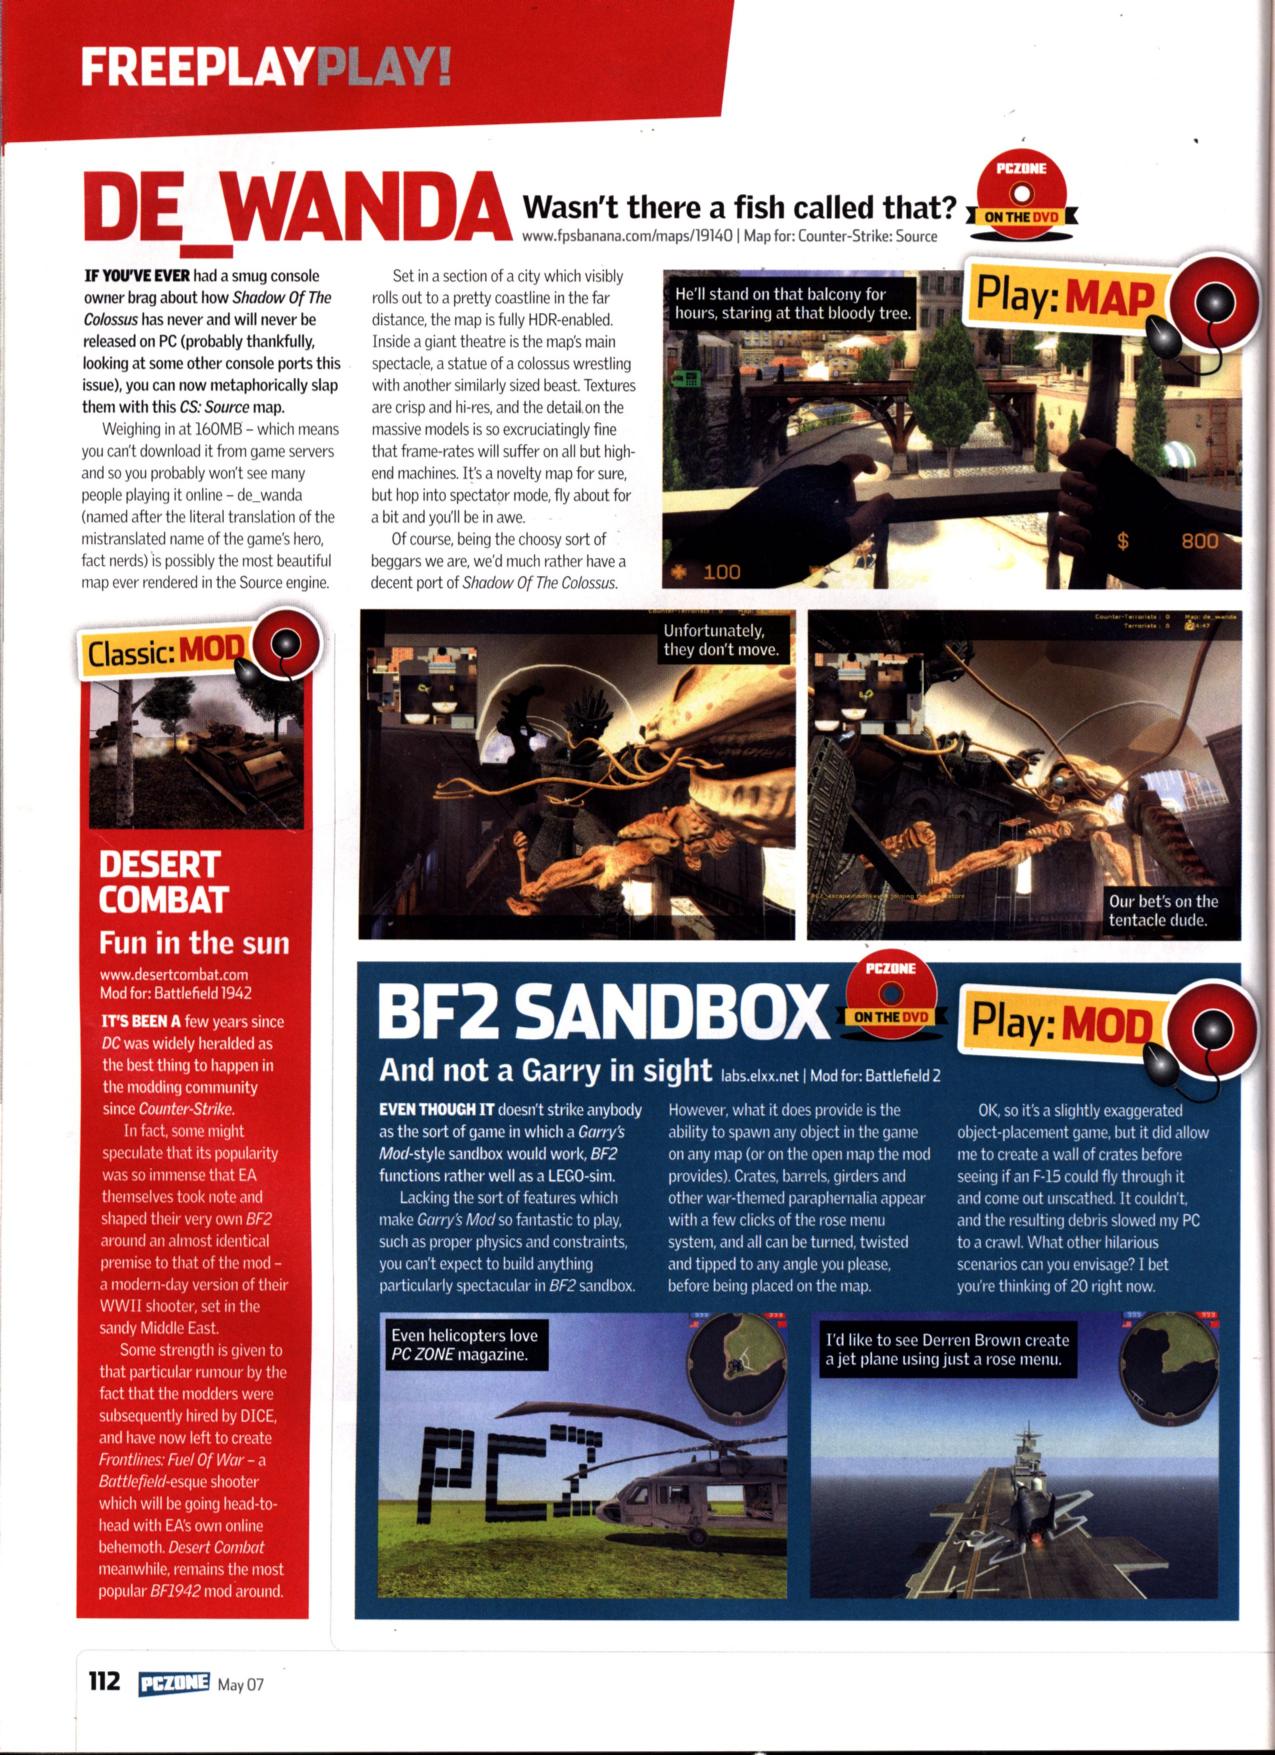 FREEPLAYPLAY!
DE_WANDA
Wasn't there a fish called that?
www.fpsbanana.com/maps/19140 | Map for: Counter-Strike: Source
PCZONE
ON THE DVD
Play: MAP
IF YOU'VE EVER had a smug console
owner brag about how Shadow Of The
Colossus has never and will never be
released on PC (probably thankfully,
looking at some other console ports this
issue), you can now metaphorically slap
them with this CS: Source map.
Weighing in at 160MB – which means
you can't download it from game servers
and so you probably won't see many
people playing it online – de_wanda
(named after the literal translation of the
mistranslated name of the game's hero,
fact nerds) is possibly the most beautiful
map ever rendered in the Source engine.
Set in a section of a city which visibly
rolls out to a pretty coastline in the far
distance, the map is fully HDR-enabled.
Inside a giant theatre is the map's main
spectacle, a statue of a colossus wrestling
with another similarly sized beast. Textures
are crisp and hi-res, and the detail on the
massive models is so excruciatingly fine
that frame-rates will suffer on all but high-
end machines. It's a novelty map for sure,
but hop into spectator mode, fly about for
a bit and you'll be in awe.
Of course, being the choosy sort of
beggars we are, we'd much rather have a
decent port of Shadow Of The Colossus.
He'll stand on that balcony for
hours, staring at that bloody tree.
100
$ 800
Unfortunately,
they don't move.
Counter-Terrorists : 0 Map: de_wanda
Terrorists : 0
Our bet's on the
tentacle dude.
Classic: MOD
DESERT
COMBAT
Fun in the sun
www.desertcombat.com
Mod for: Battlefield 1942
IT'S BEEN A few years since
DC was widely heralded as
the best thing to happen in
the modding community
since Counter-Strike.
In fact, some might
speculate that its popularity
was so immense that EA
themselves took note and
shaped their very own BF2
around an almost identical
premise to that of the mod –
a modern-day version of their
WWII shooter, set in the
sandy Middle East.
Some strength is given to
that particular rumour by the
fact that the modders were
subsequently hired by DICE,
and have now left to create
Frontlines: Fuel Of War – a
Battlefield-esque shooter
which will be going head-to-
head with EA's own online
behemoth. Desert Combat
meanwhile, remains the most
popular BF1942 mod around.
BF2 SANDBOX
PCZONE
ON THE DVD
Play: MOD
And not a Garry in sight
labs.elxx.net | Mod for: Battlefield 2
EVEN THOUGH IT doesn't strike anybody
as the sort of game in which a Garry's
Mod-style sandbox would work, BF2
functions rather well as a LEGO-sim.
Lacking the sort of features which
make Garry's Mod so fantastic to play,
such as proper physics and constraints,
you can't expect to build anything
particularly spectacular in BF2 sandbox.
However, what it does provide is the
ability to spawn any object in the game
on any map (or on the open map the mod
provides). Crates, barrels, girders and
other war-themed paraphernalia appear
with a few clicks of the rose menu
system, and all can be turned, twisted
and tipped to any angle you please,
before being placed on the map.
OK, so it's a slightly exaggerated
object-placement game, but it did allow
me to create a wall of crates before
seeing if an F-15 could fly through it
and come out unscathed. It couldn't,
and the resulting debris slowed my PC
to a crawl. What other hilarious
scenarios can you envisage? I bet
you're thinking of 20 right now.
Even helicopters love
PC ZONE magazine.
PCZ
I'd like to see Derren Brown create
a jet plane using just a rose menu.
112 PCZONE May 07